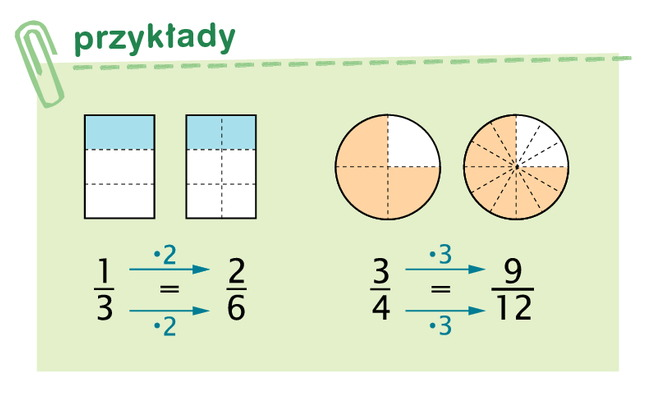 przykłady
·2 ·3
1/3 = 2/6 3/4 = 9/12
·2 ·3